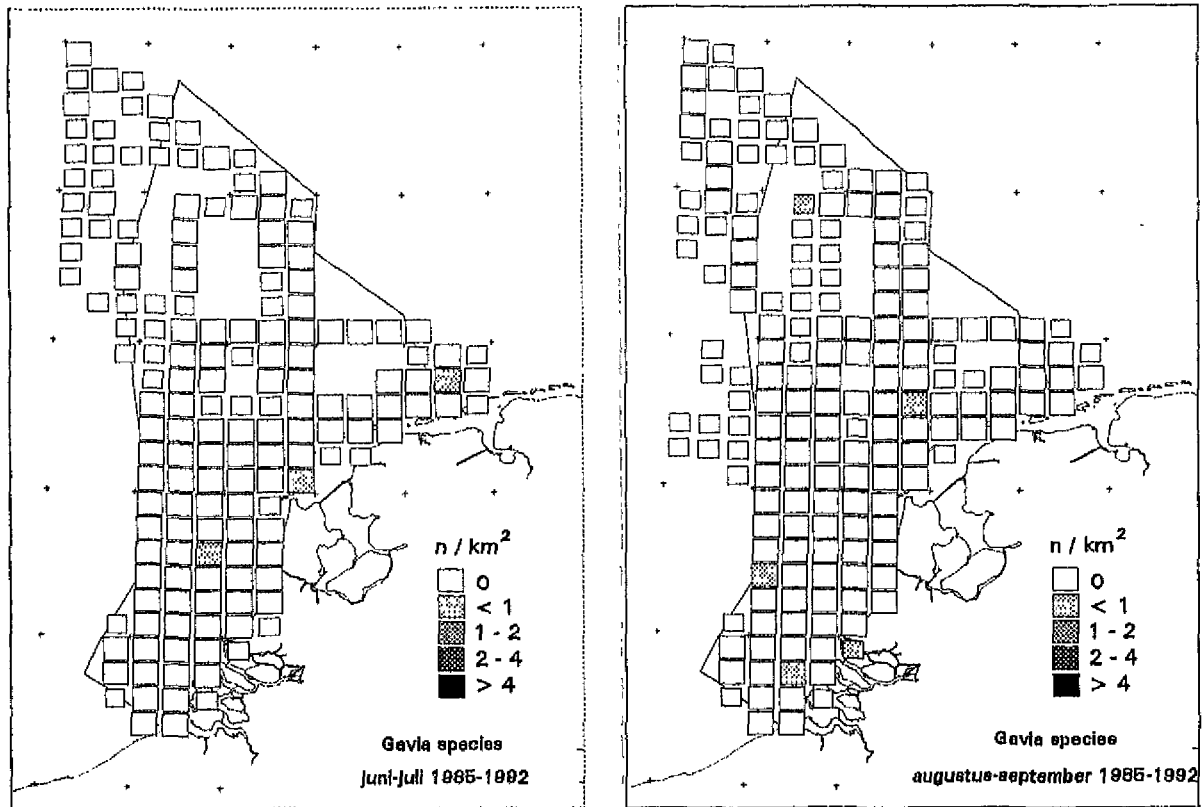 n / km²
0
< 1
1 - 2
2 - 4
> 4
Gavia species
juni-juli 1985-1992
n / km²
0
< 1
1 - 2
2 - 4
> 4
Gavia species
augustus-september 1985-1992